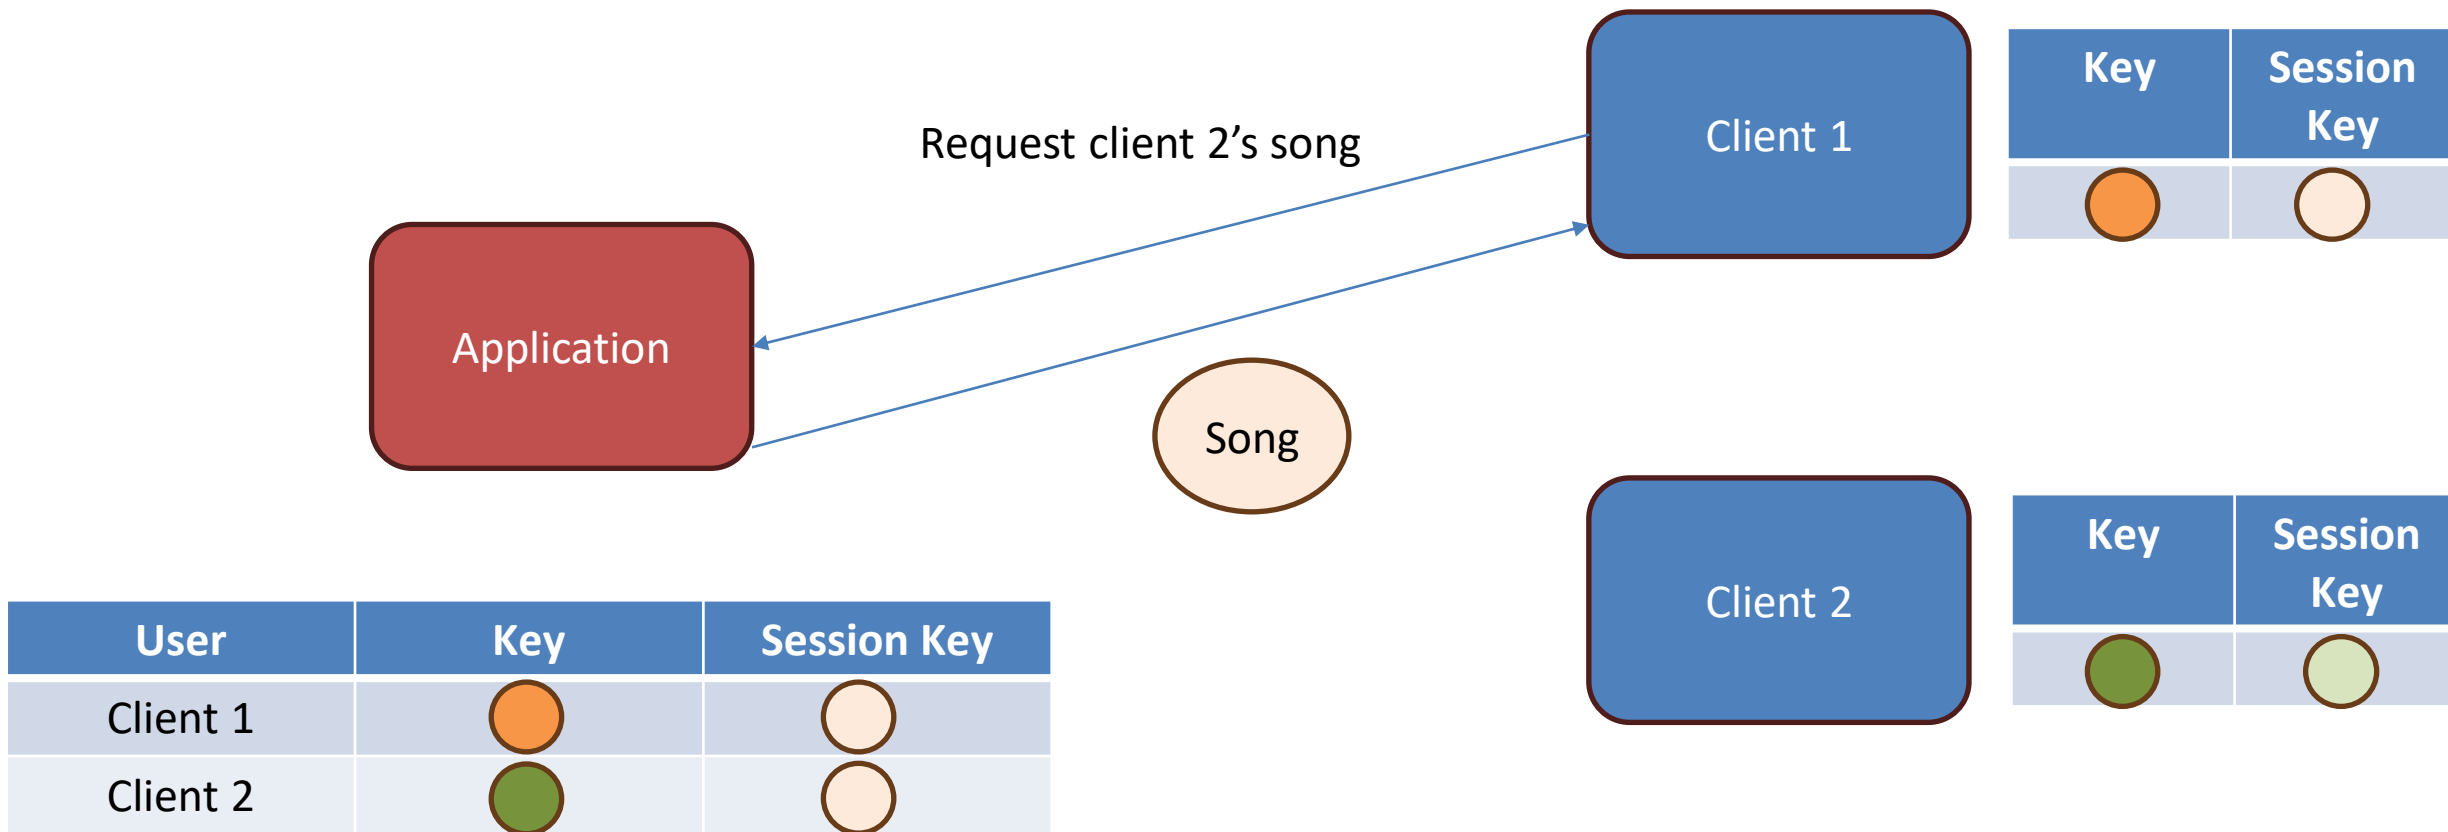 Client 1
Key
Session
Key
Request client 2’s song
Application
Song
Client 2
Key
Session
Key
User
Key
Session Key
Client 1
Client 2